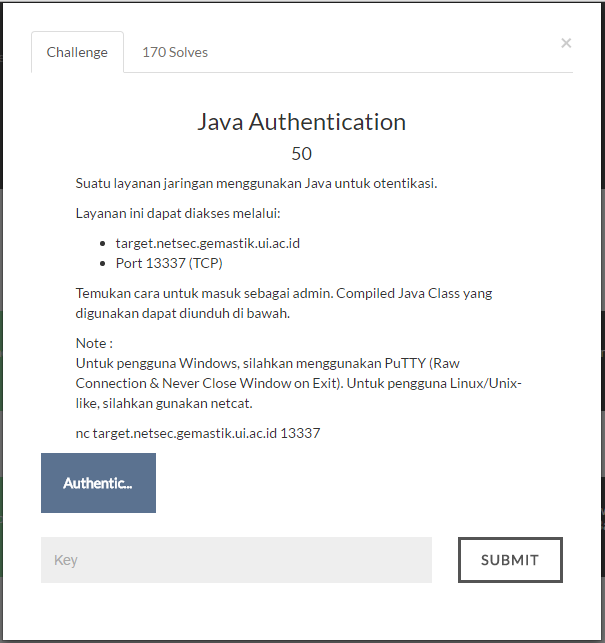 Challenge
170 Solves
×
Java Authentication
50
Suatu layanan jaringan menggunakan Java untuk otentikasi.
Layanan ini dapat diakses melalui:
• target.netsec.gemastik.ui.ac.id
• Port 13337 (TCP)
Temukan cara untuk masuk sebagai admin. Compiled Java Class yang
digunakan dapat diunduh di bawah.
Note :
Untuk pengguna Windows, silahkan menggunakan PuTTY (Raw
Connection & Never Close Window on Exit). Untuk pengguna Linux/Unix-
like, silahkan gunakan netcat.
nc target.netsec.gemastik.ui.ac.id 13337
Authentic...
Key
SUBMIT